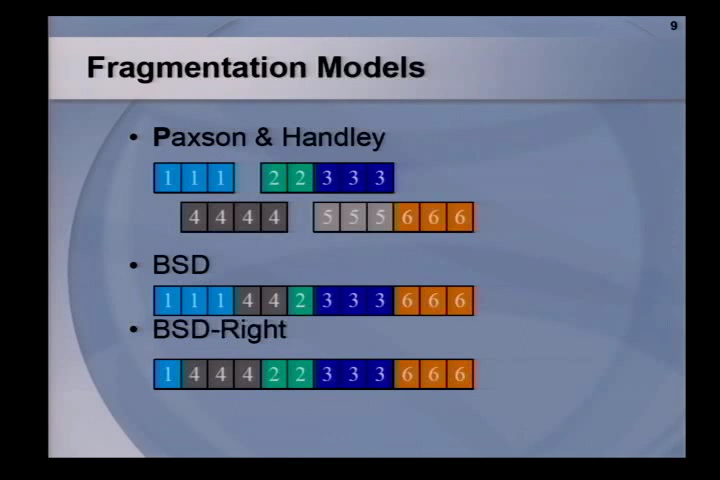 9
Fragmentation Models
• Paxson & Handley
1 1 1 2 2 3 3 3
4 4 4 4 5 5 5 6 6 6
• BSD
1 1 1 4 4 2 3 3 3 6 6 6
• BSD-Right
1 4 4 4 2 2 3 3 3 6 6 6